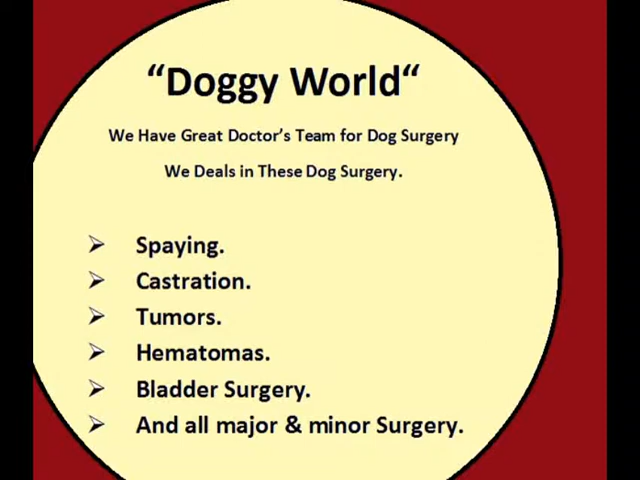 “Doggy World“
We Have Great Doctor’s Team for Dog Surgery
We Deals in These Dog Surgery.
➢ Spaying.
➢ Castration.
➢ Tumors.
➢ Hematomas.
➢ Bladder Surgery.
➢ And all major & minor Surgery.